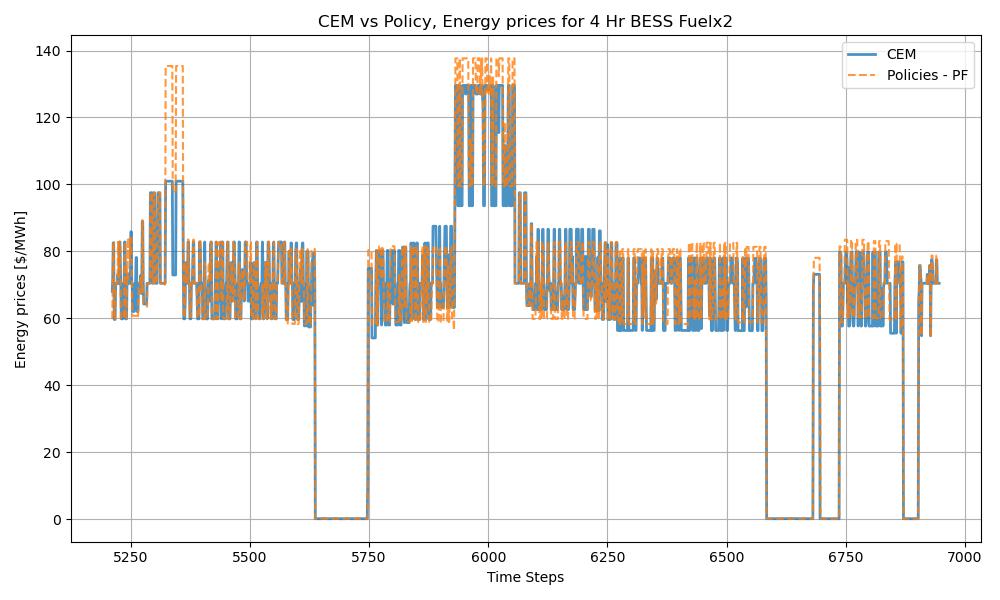 CEM vs Policy, Energy prices for 4 Hr BESS Fuelx2
CEM
Policies - PF
Energy prices [$/MWh]
140
120
100
80
60
40
20
0
5250 5500 5750 6000 6250 6500 6750 7000
Time Steps